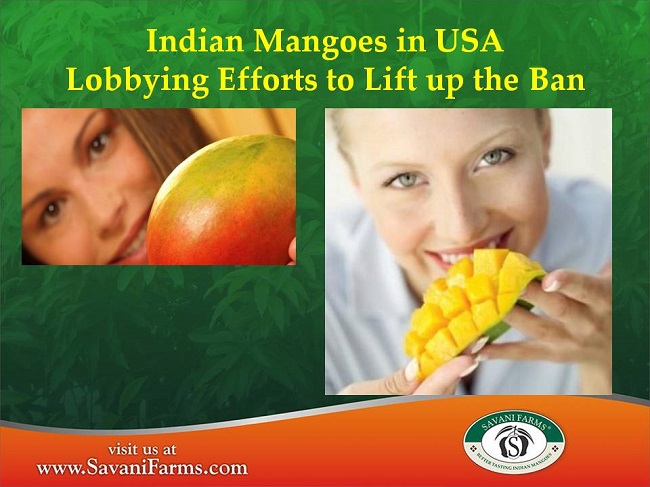 Indian Mangoes in USA
Lobbying Efforts to Lift up the Ban
visit us at
www.SavaniFarms.com
SAVANI FARMS®
BETTER TASTING INDIAN MANGOES